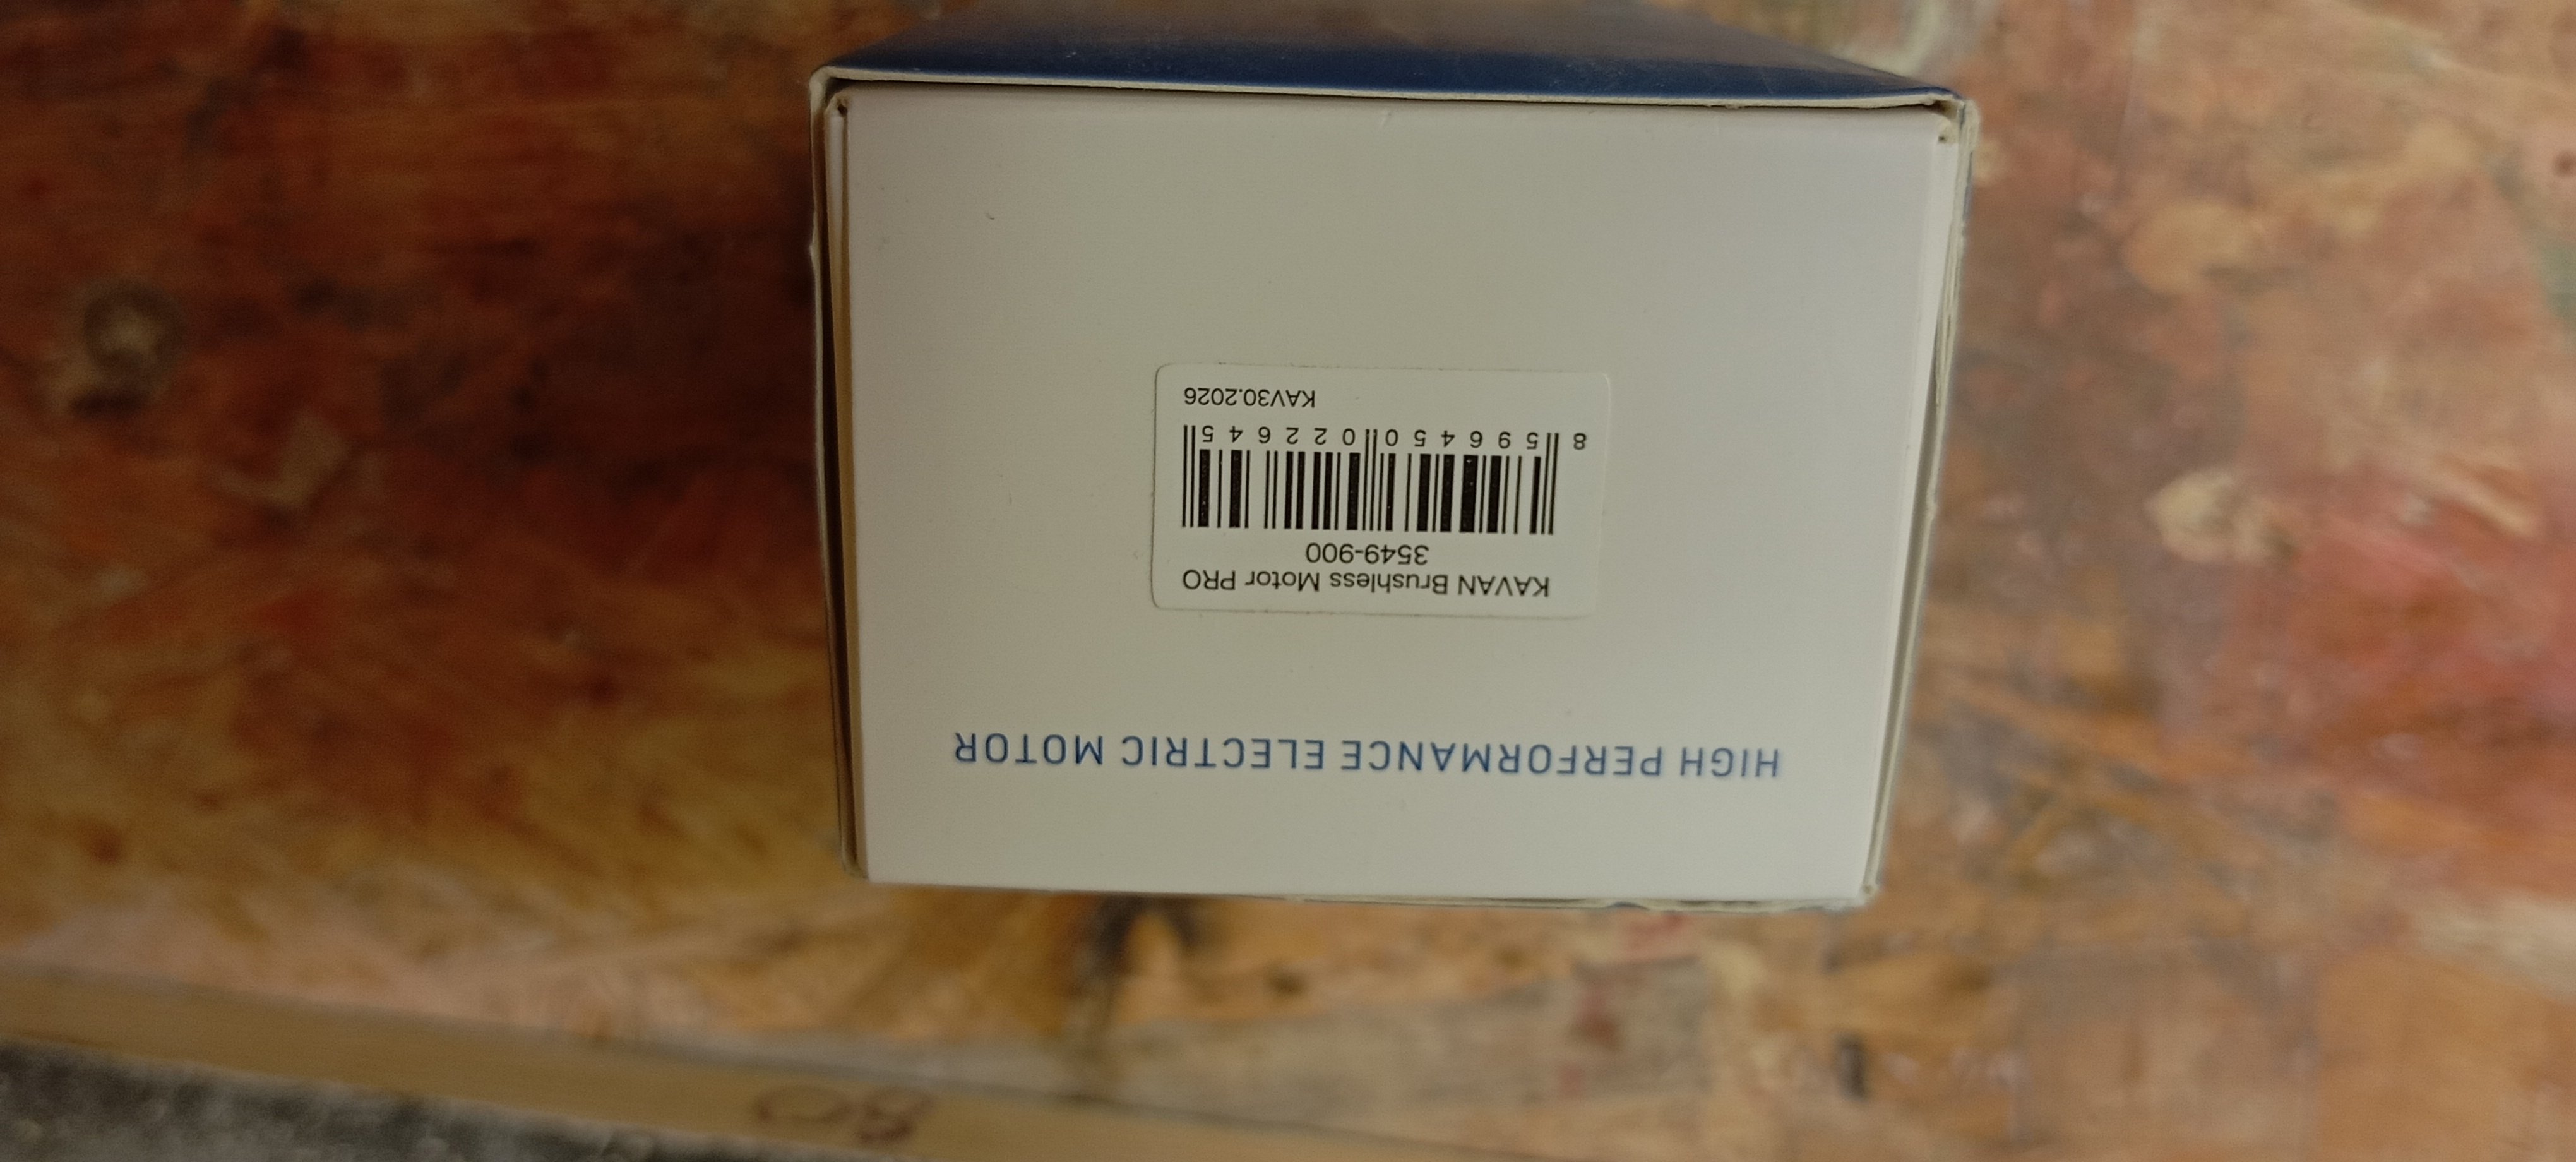 HIGH PERFORMANCE ELECTRIC MOTOR
KAVAN Brushless Motor PRO
3549-900
8 596450 022645
KAV30.2026